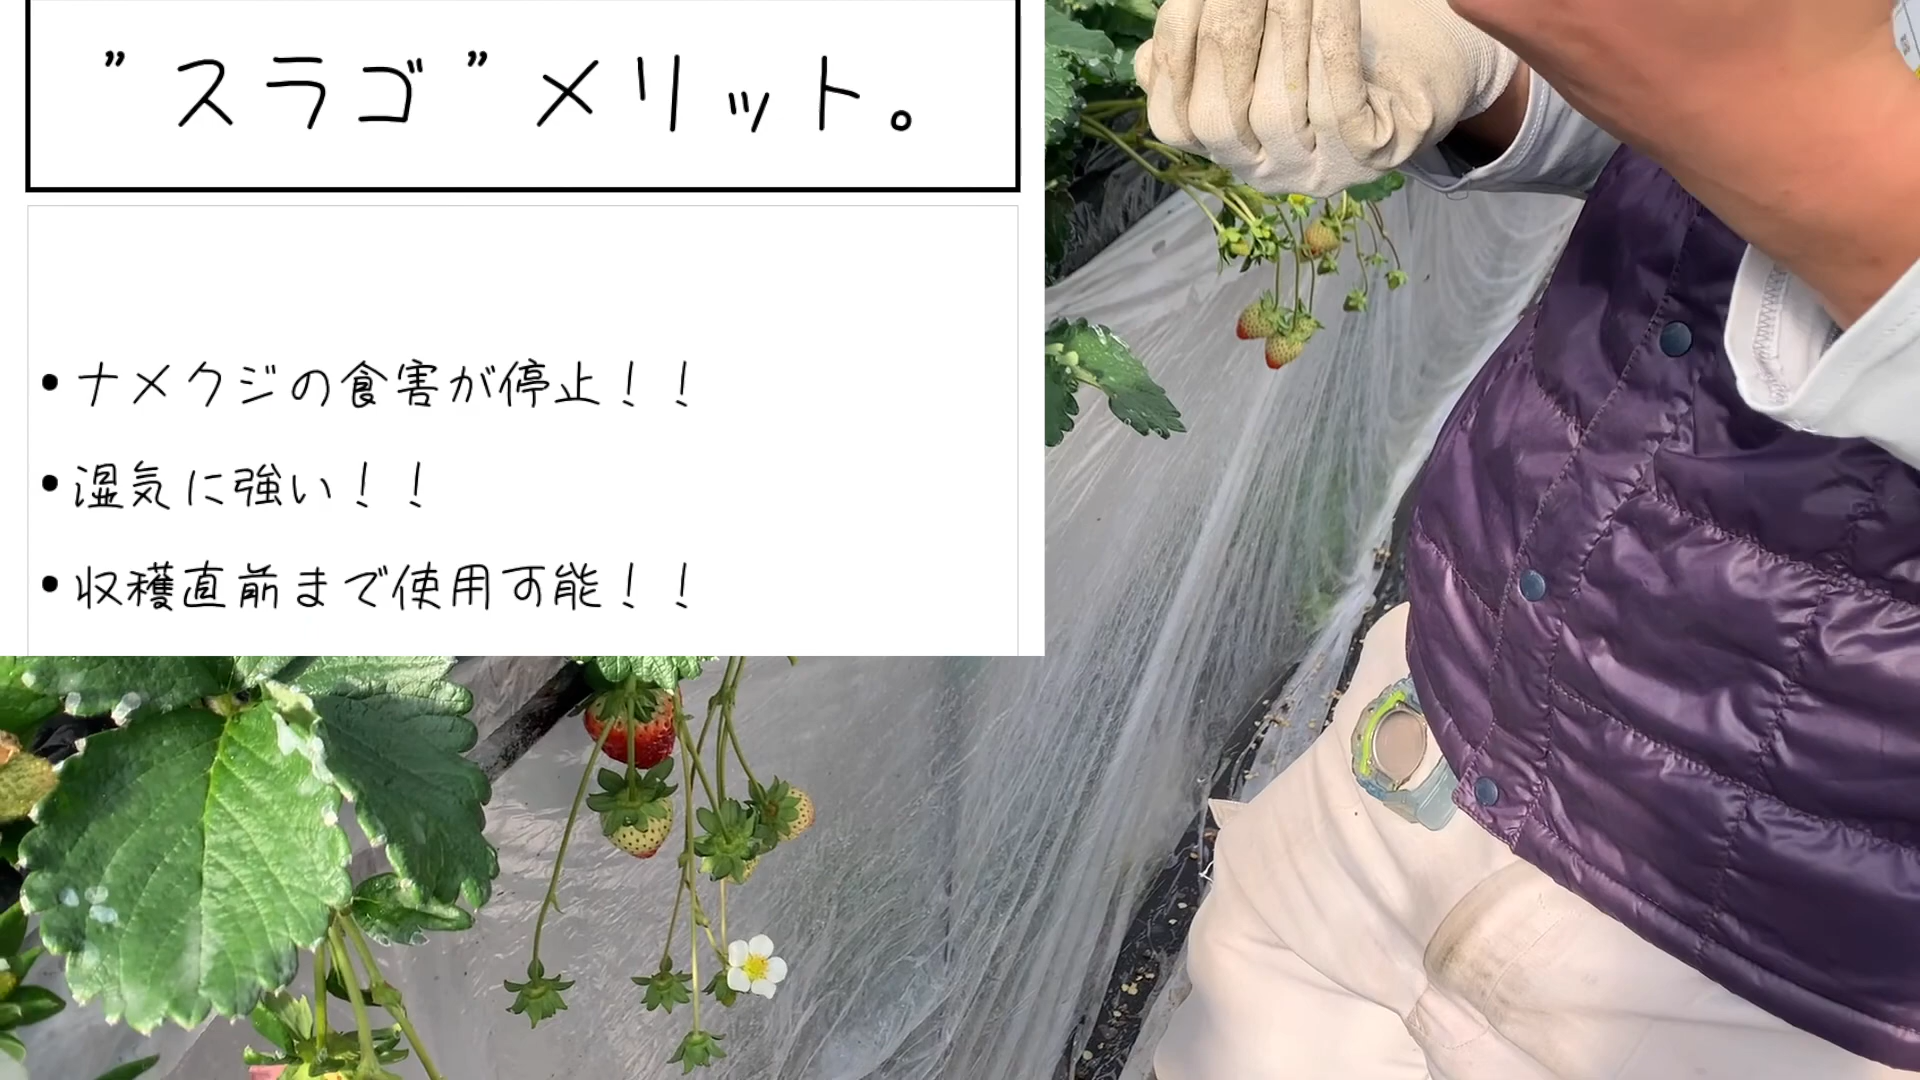 ”スラゴ”メリット。
• ナメクジの食害が停止！！
• 湿気に強い！！
• 収穫直前まで使用可能！！